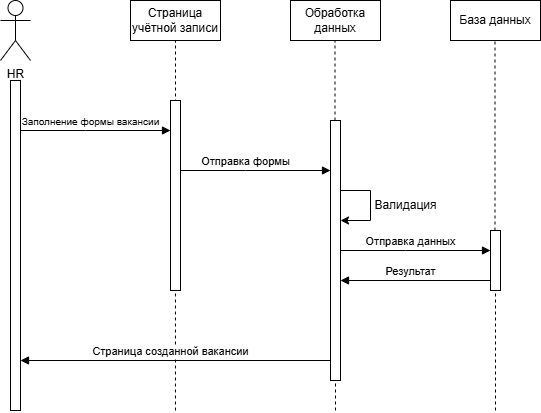 Страница
учётной записи
Обработка
данных
База данных
HR
Заполнение формы вакансии
Отправка формы
Валидация
Отправка данных
Результат
Страница созданной вакансии